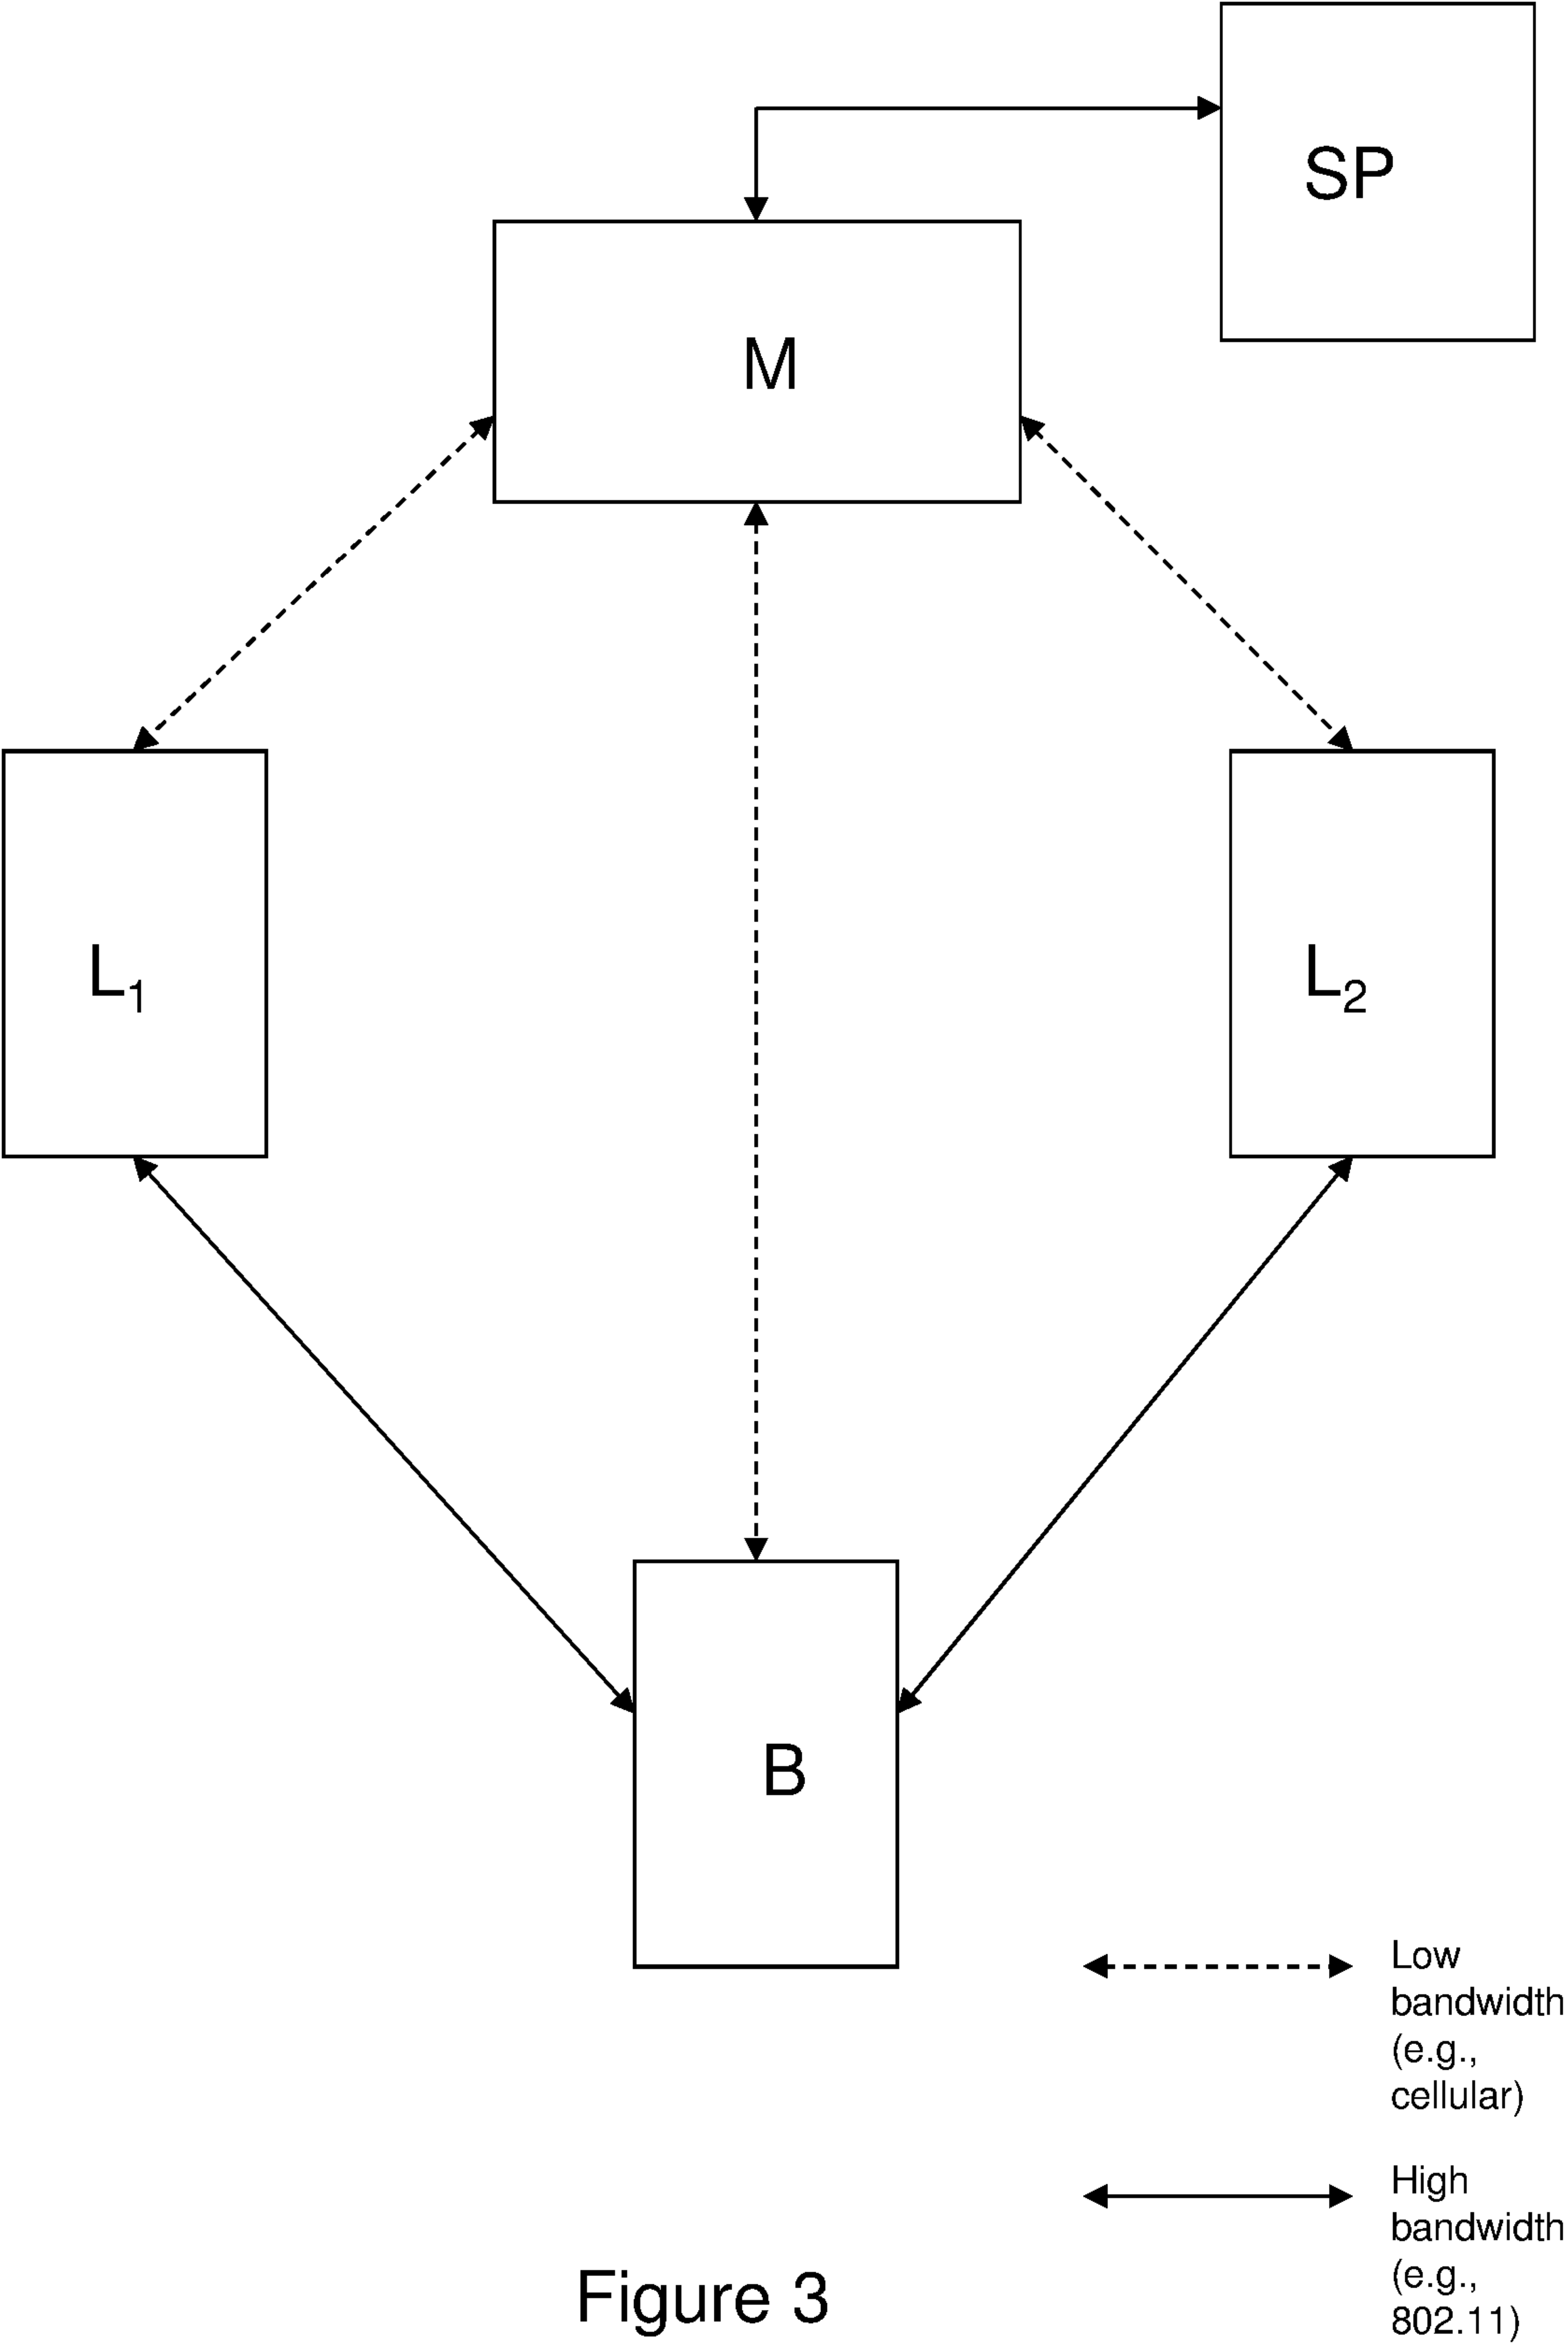 SP
M
L1
L2
B
Low
bandwidth
(e.g.,
cellular)
High
bandwidth
(e.g.,
802.11)
Figure 3